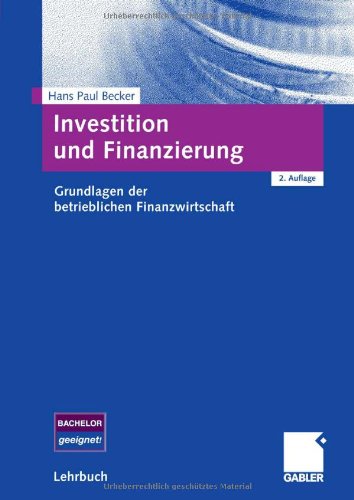 Urheberrechtlich geschütztes Material
Hans Paul Becker
Investition
und Finanzierung
2. Auflage
Grundlagen der
betrieblichen Finanzwirtschaft
BACHELOR
geeignet!
Lehrbuch
GABLER
Urheberrechtlich geschütztes Material